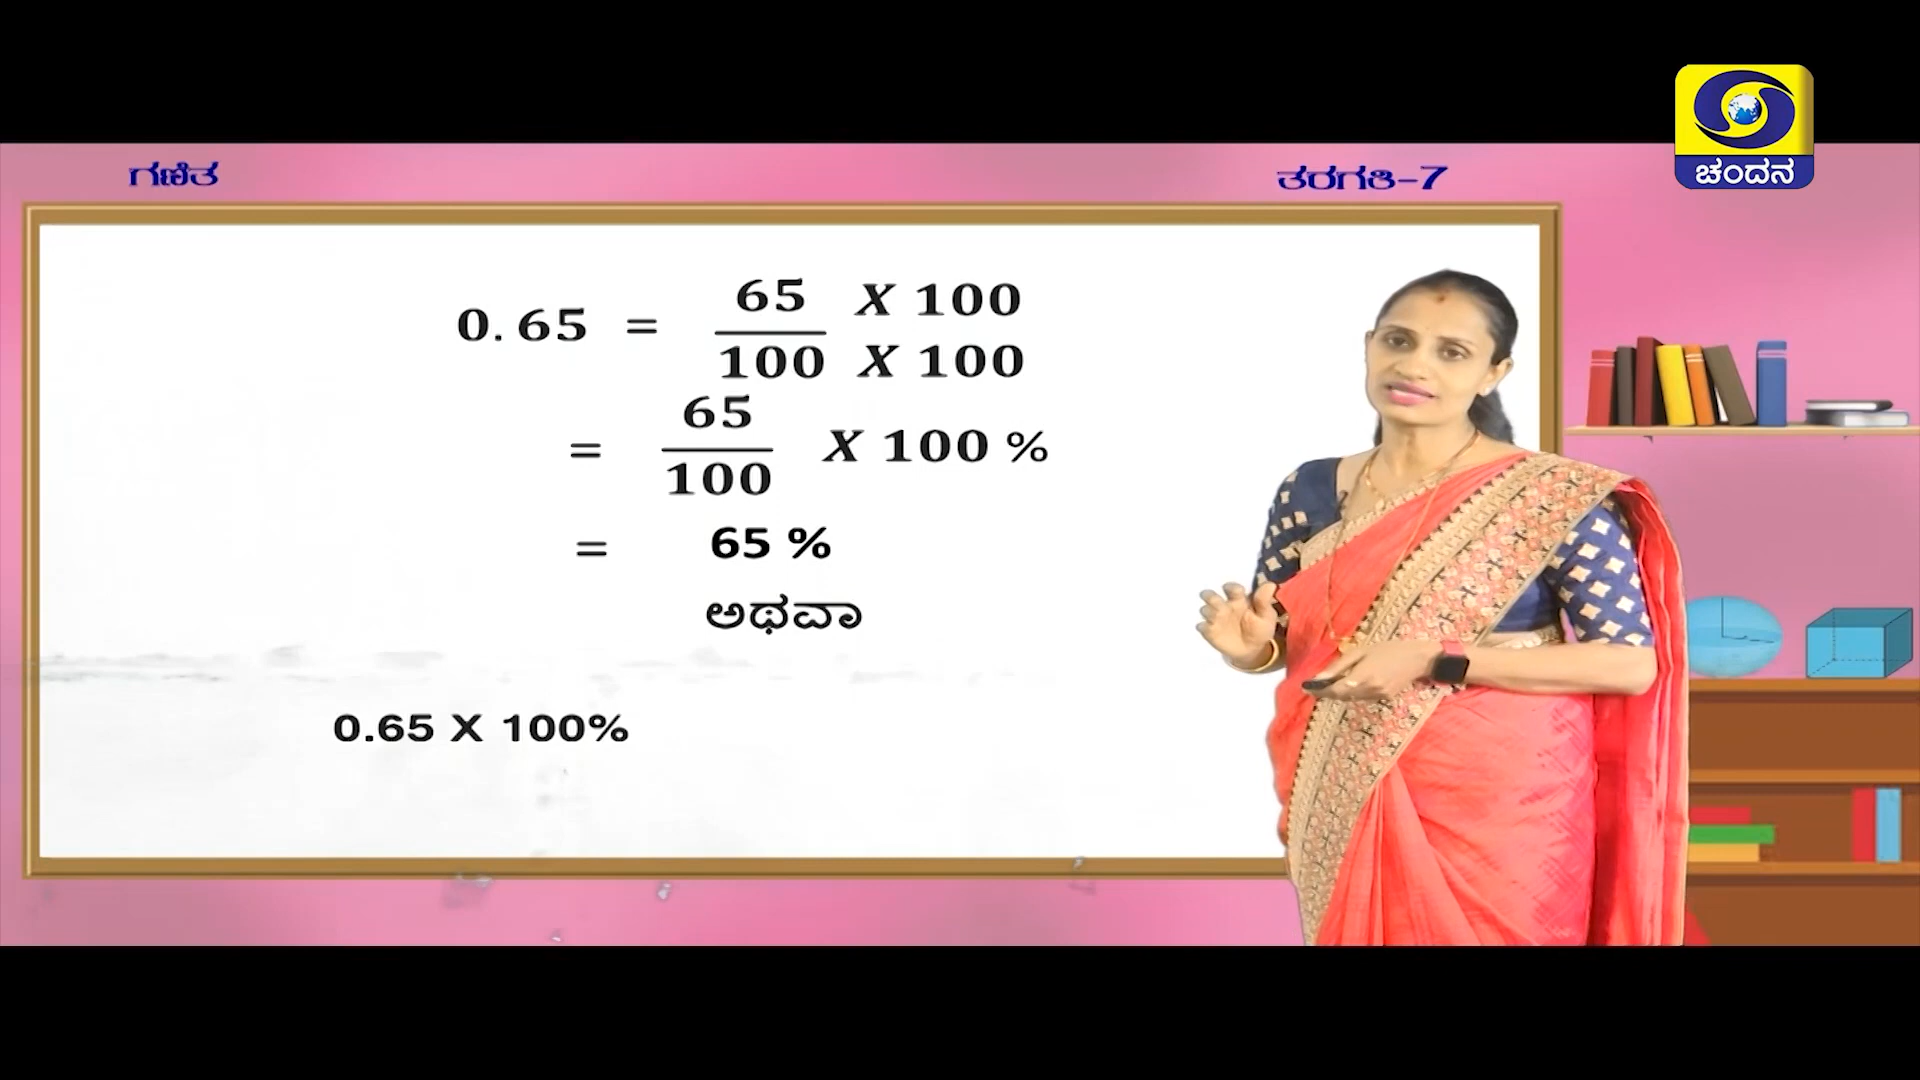 ಚಂದನ
ಗಣಿತ
ತರಗತಿ-7
0.65 = 65/100 X 100 / X 100
= 65/100 X 100 %
= 65 %
ಅಥವಾ
0.65 X 100%